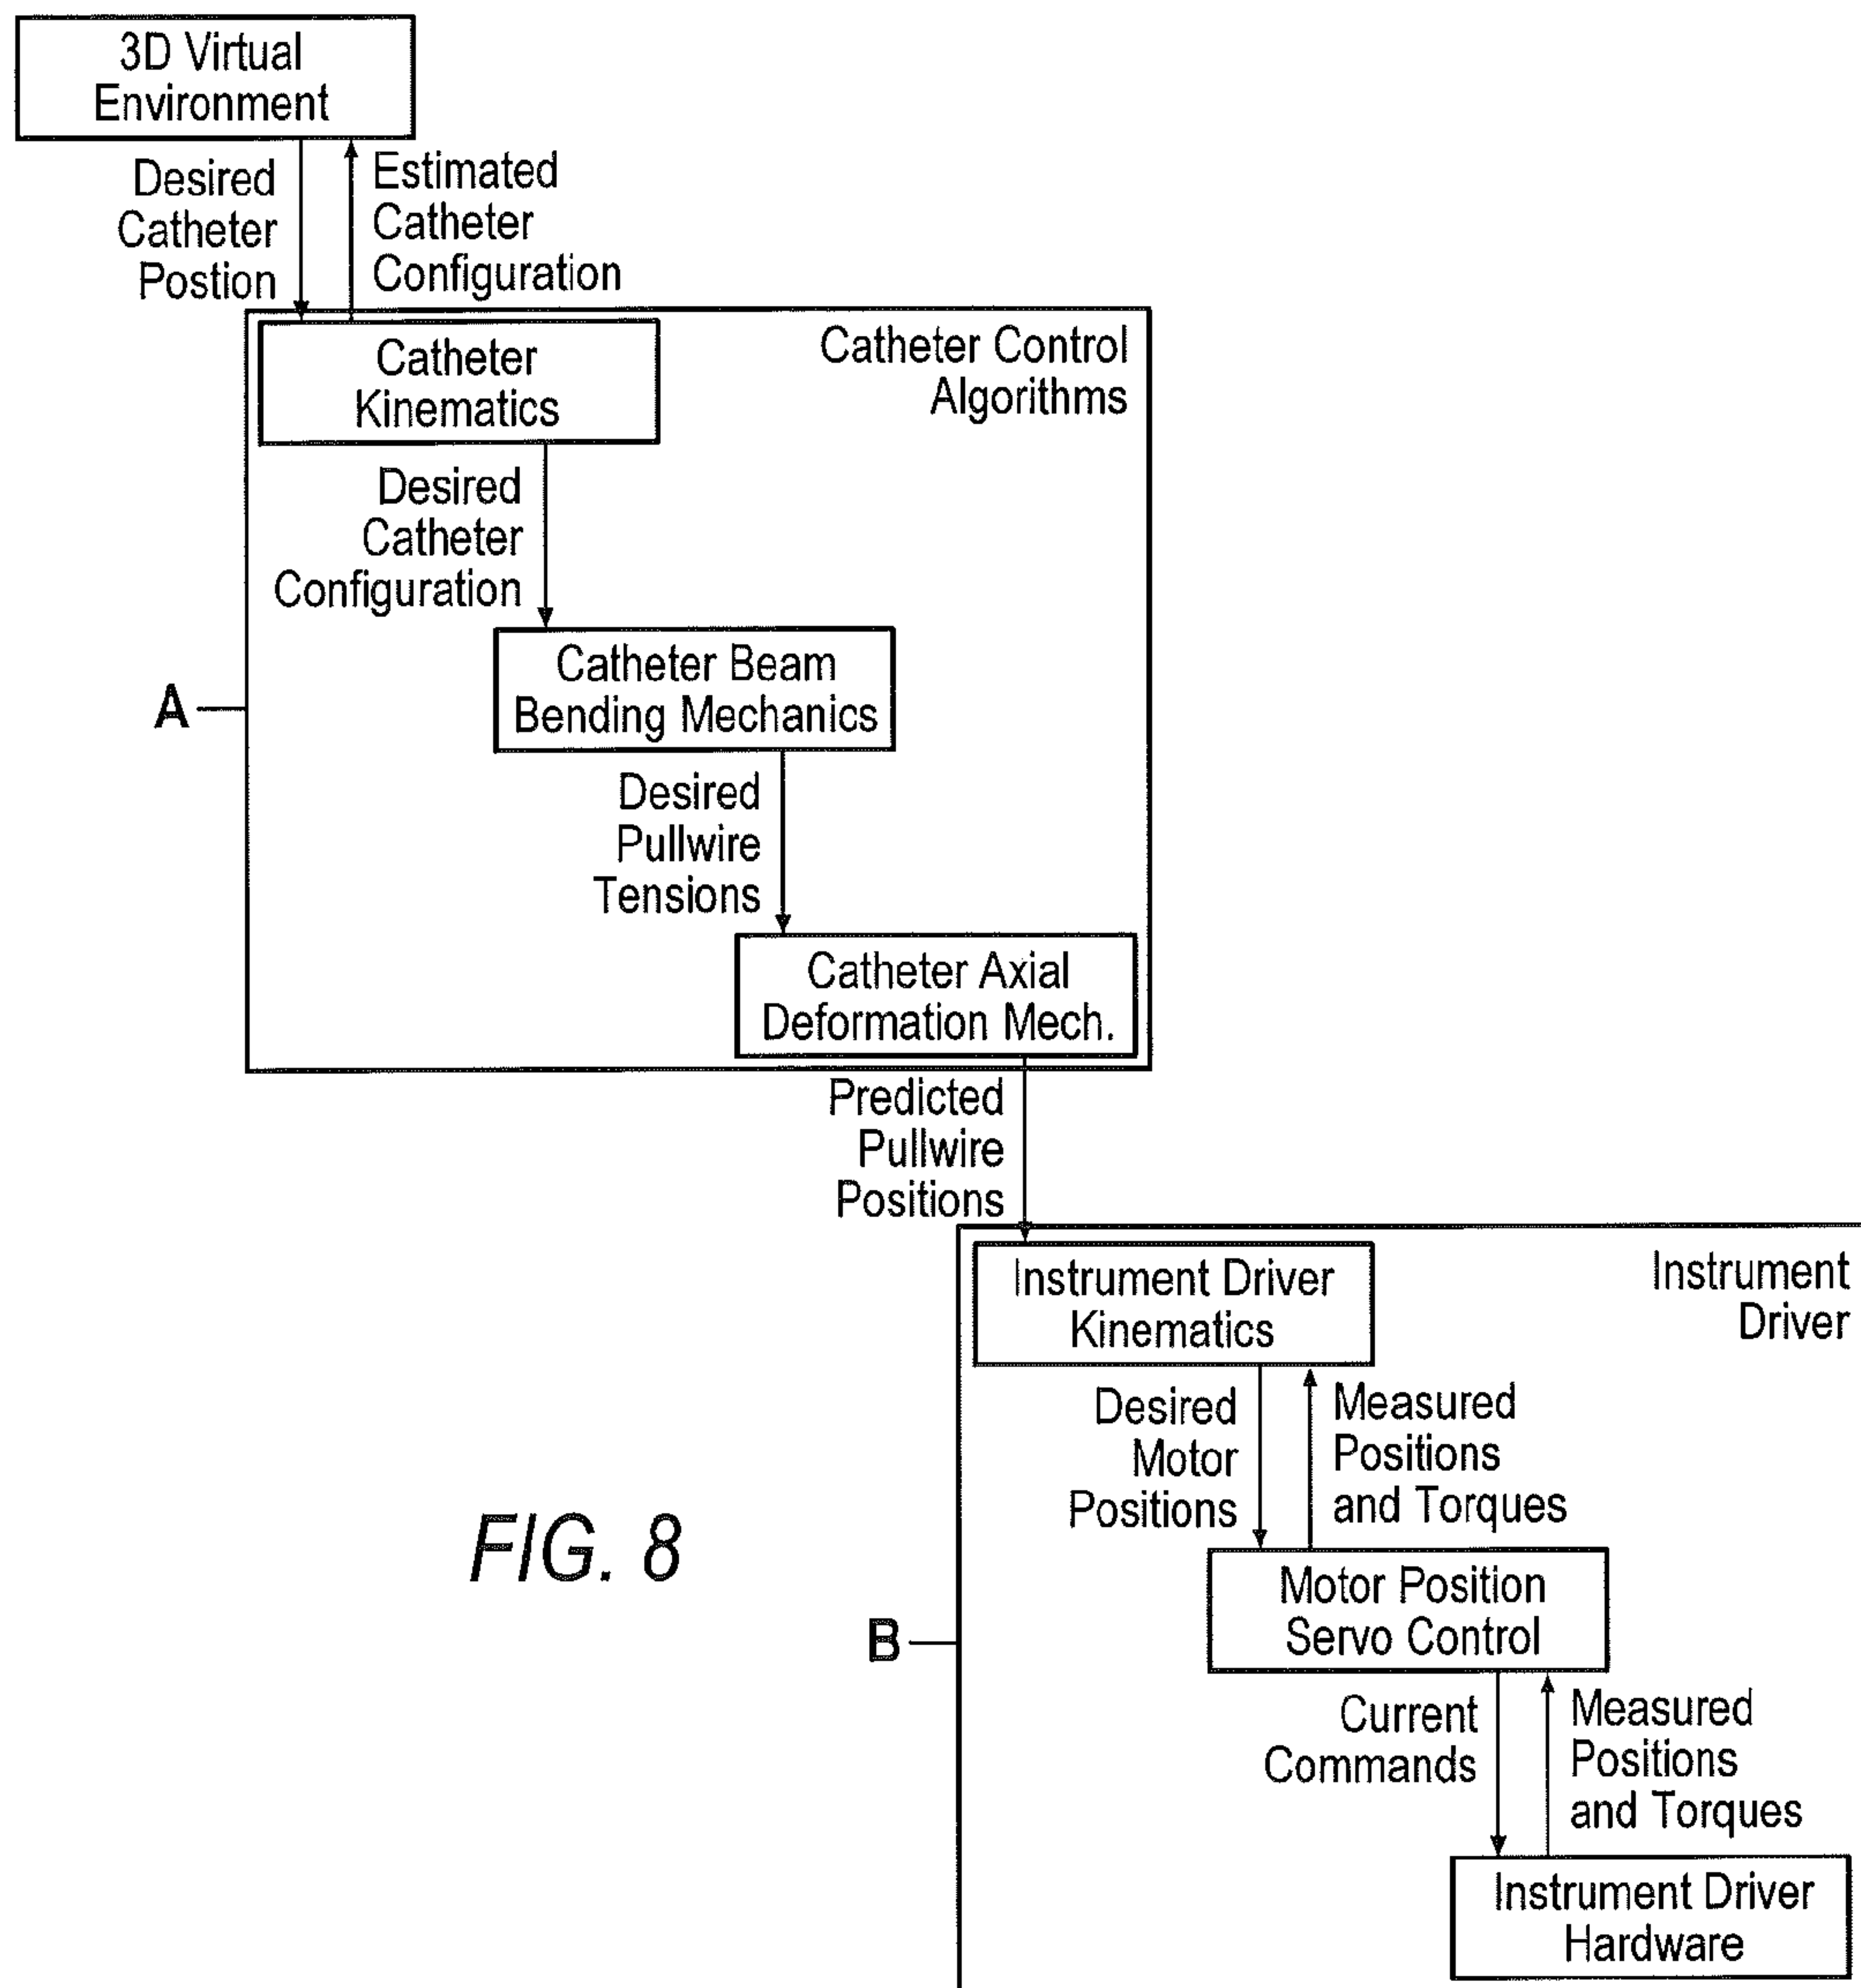 3D Virtual
Environment
Desired
Catheter
Postion
Estimated
Catheter
Configuration
Catheter Control
Algorithms
Catheter
Kinematics
Desired
Catheter
Configuration
Catheter Beam
Bending Mechanics
A
Desired
Pullwire
Tensions
Catheter Axial
Deformation Mech.
Predicted
Pullwire
Positions
Instrument
Driver
Instrument Driver
Kinematics
Desired
Motor
Positions
Measured
Positions
and Torques
FIG. 8
Motor Position
Servo Control
B
Current
Commands
Measured
Positions
and Torques
Instrument Driver
Hardware